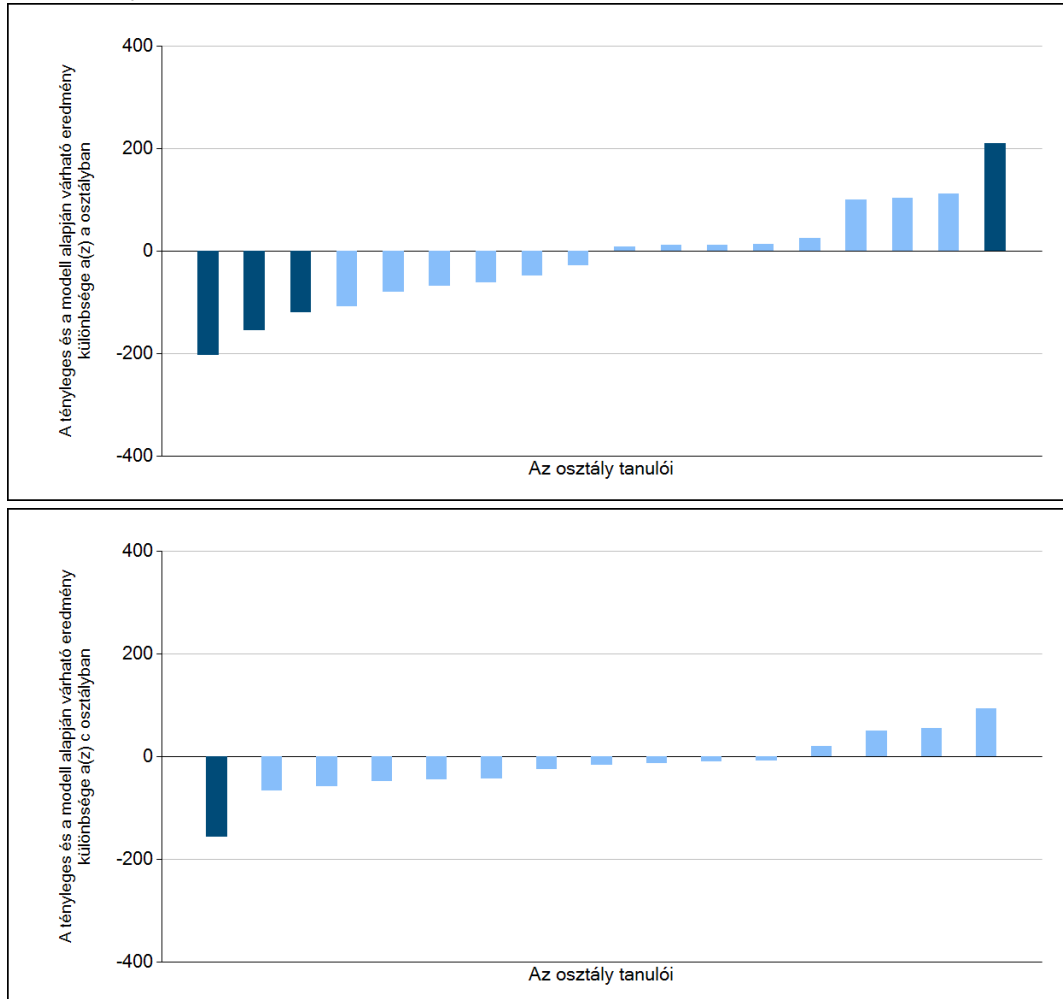 A tényleges és a modell alapján várható eredmény
különbsége a(z) a osztályban
400
200
0
-200
-400
Az osztály tanulói
A tényleges és a modell alapján várható eredmény
különbsége a(z) c osztályban
400
200
0
-200
-400
Az osztály tanulói